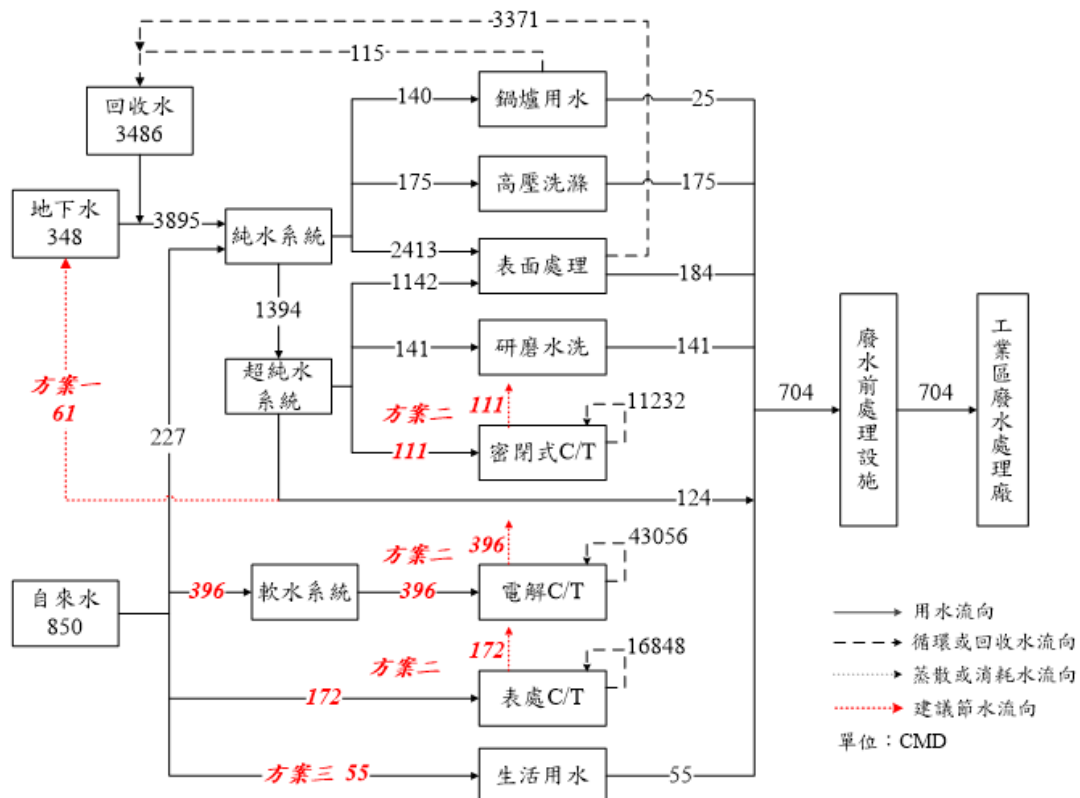 3371
115
回收水
3486
140
鍋爐用水
25
175
高壓洗滌
175
地下水
348
3895
純水系統
2413
1142
表面處理
184
1394
141
研磨水洗
141
超純水
系統
方案一
61
方案二
111
111
密閉式C/T
11232
227
124
704
廢水前處理設施
704
工業區廢水處理廠
自來水
850
396
軟水系統
396
方案二
396
電解C/T
43056
方案二
172
172
表處C/T
16848
方案三 55
生活用水
55
用水流向
循環或回收水流向
蒸散或消耗水流向
建議節水流向
單位：CMD